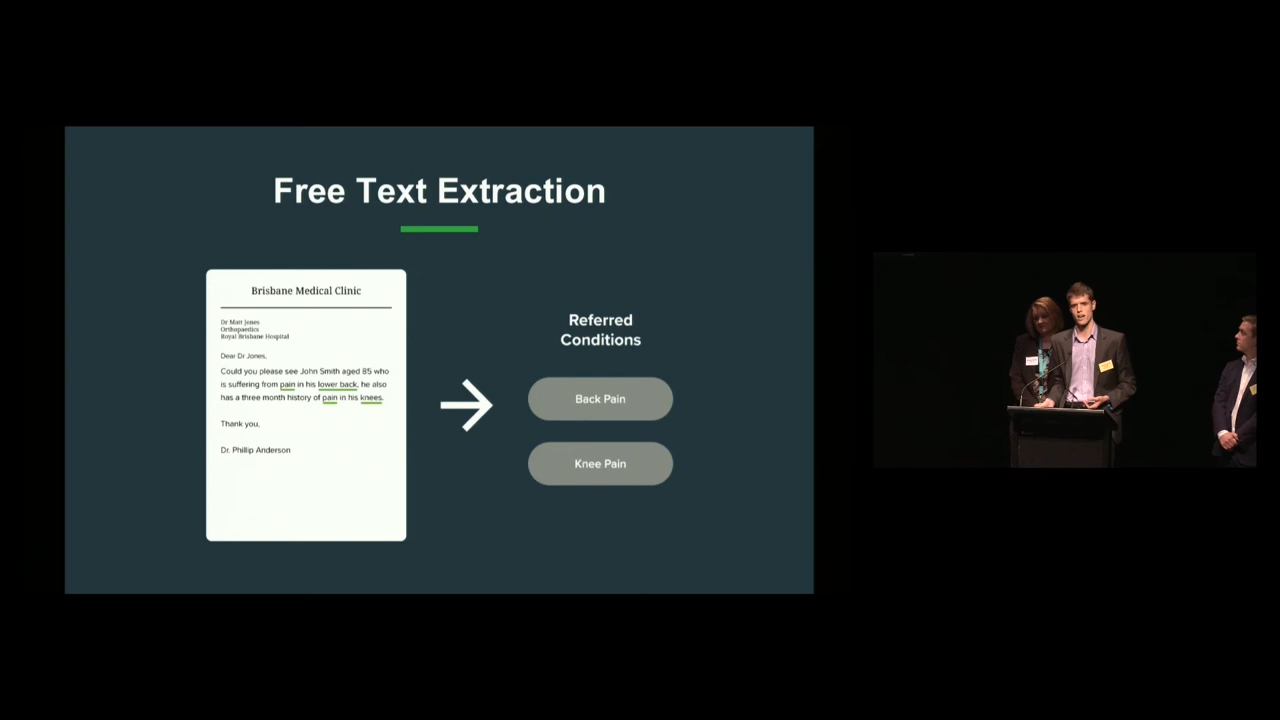 Free Text Extraction
Brisbane Medical Clinic
Dr Matt Jones
Orthopaedics
Royal Brisbane Hospital
Dear Dr Jones,
Could you please see John Smith aged 85 who
is suffering from pain in his lower back, he also
has a three month history of pain in his knees.
Thank you,
Dr. Phillip Anderson
Referred
Conditions
Back Pain
Knee Pain